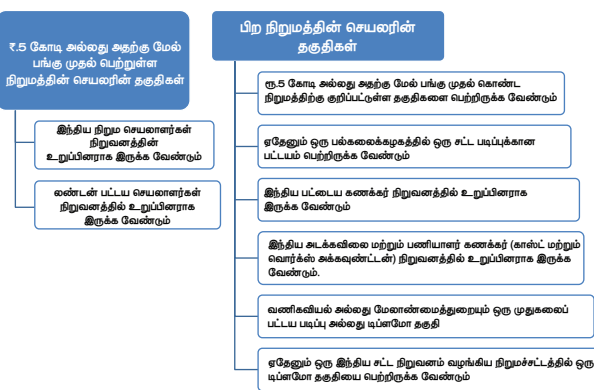 ₹.5 கோடி அல்லது அதற்கு மேல்
பங்கு முதல் பெற்றுள்ள
நிறுமத்தின் செயலரின் தகுதிகள்
இந்திய நிறும செயலாளர்கள்
நிறுவனத்தின்
உறுப்பினராக இருக்க வேண்டும்
லண்டன் பட்டய செயலாளர்கள்
நிறுவனத்தில் உறுப்பினராக
இருக்க வேண்டும்
பிற நிறுமத்தின் செயலரின்
தகுதிகள்
ரூ.5 கோடி அல்லது அதற்கு மேல் பங்கு முதல் கொண்ட
நிறுமத்திற்கு குறிப்பட்டுள்ள தகுதிகளை பெற்றிருக்க வேண்டும்
ஏதேனும் ஒரு பல்கலைக்கழகத்தில் ஒரு சட்ட படிப்புக்கான
பட்டயம் பெற்றிருக்க வேண்டும்
இந்திய பட்டைய கணக்கர் நிறுவனத்தில் உறுப்பினராக
இருக்க வேண்டும்
இந்திய அடக்கவிலை மற்றும் பணியாளர் கணக்கர் (காஸ்ட் மற்றும்
வொர்க்ஸ் அக்கவுண்ட்டன்) நிறுவனத்தில் உறுப்பினராக இருக்க
வேண்டும்.
வணிகவியல் அல்லது மேலாண்மைத்துறையும் ஒரு முதுகலைப்
பட்டய படிப்பு அல்லது டிப்ளமோ தகுதி
ஏதேனும் ஒரு இந்திய சட்ட நிறுவனம் வழங்கிய நிறுமச்சட்டத்தில் ஒரு
டிப்ளமோ தகுதியை பெற்றிருக்க வேண்டும்